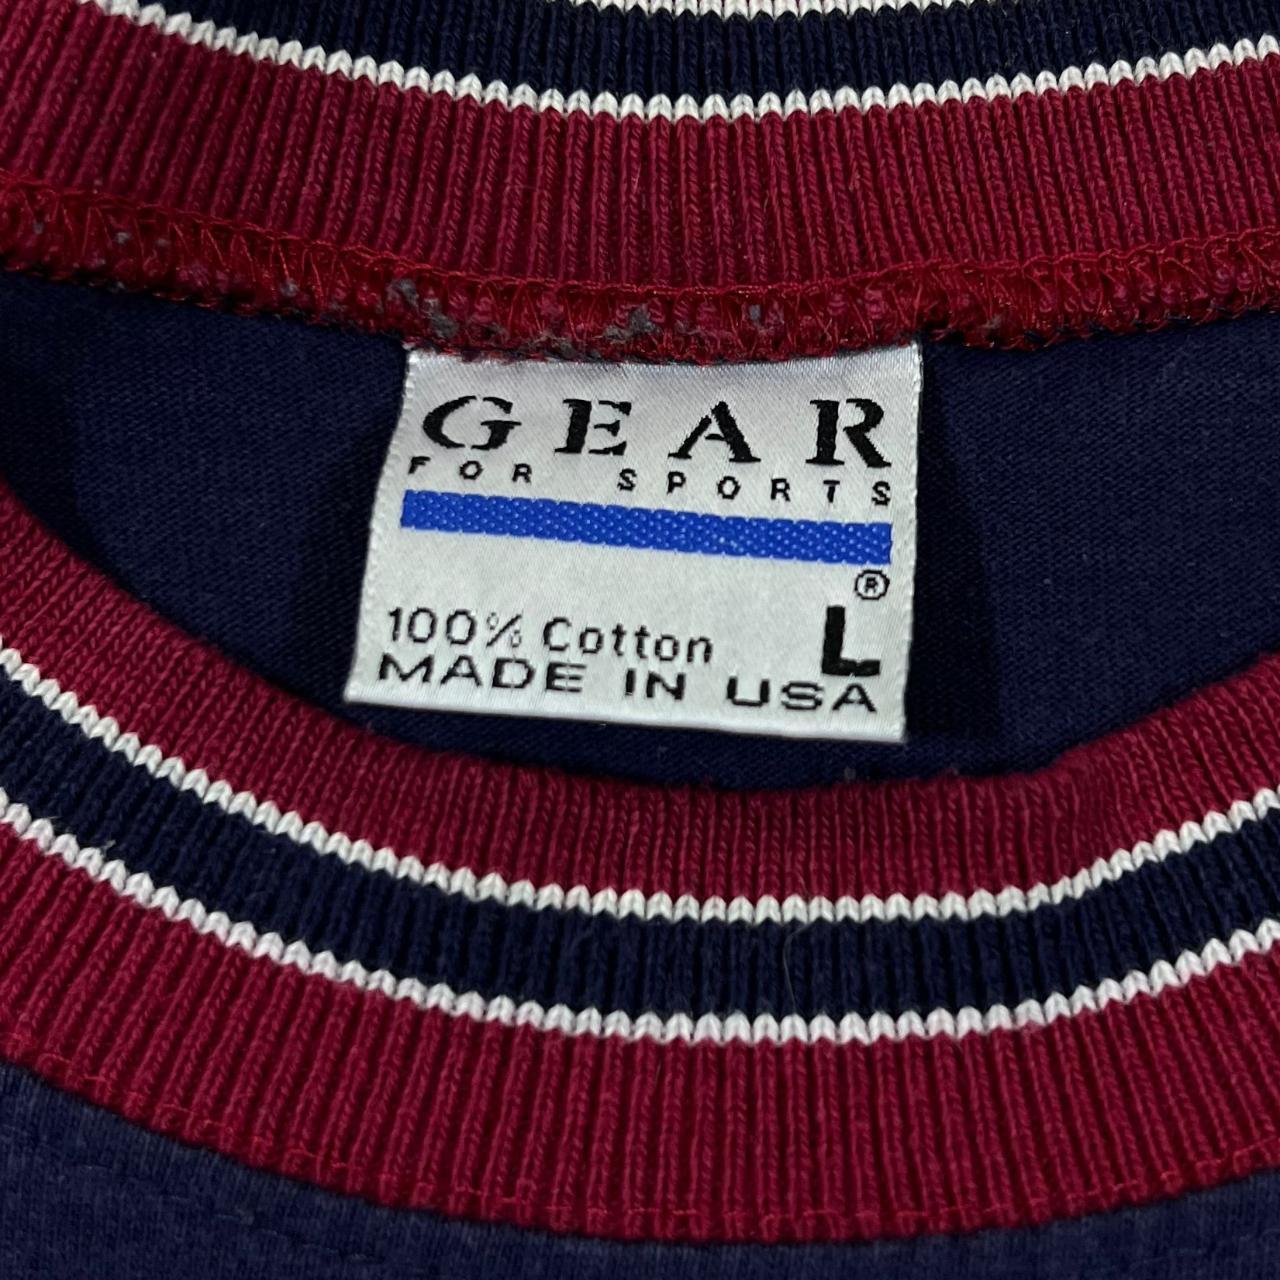 GEAR
FOR SPORTS
®
100% Cotton L
MADE IN USA